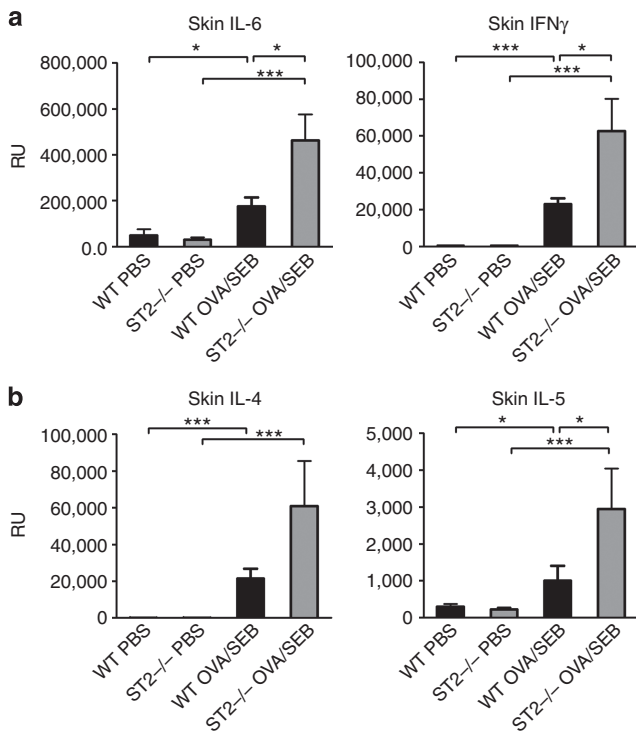 a
Skin IL-6
* *
***
800,000
600,000
400,000
200,000
0.0
RU
WT PBS
ST2–/– PBS
WT OVA/SEB
ST2–/– OVA/SEB
Skin IFNγ
*** *
***
100,000
80,000
60,000
40,000
20,000
0
WT PBS
ST2–/– PBS
WT OVA/SEB
ST2–/– OVA/SEB
b
Skin IL-4
***
***
100,000
80,000
60,000
40,000
20,000
0
RU
WT PBS
ST2–/– PBS
WT OVA/SEB
ST2–/– OVA/SEB
Skin IL-5
* *
***
5,000
4,000
3,000
2,000
1,000
0
WT PBS
ST2–/– PBS
WT OVA/SEB
ST2–/– OVA/SEB